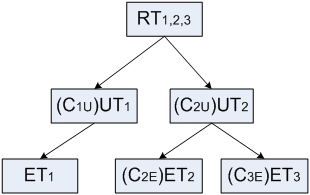 RT1,2,3
(C1U)UT1 (C2U)UT2
ET1 (C2E)ET2 (C3E)ET3